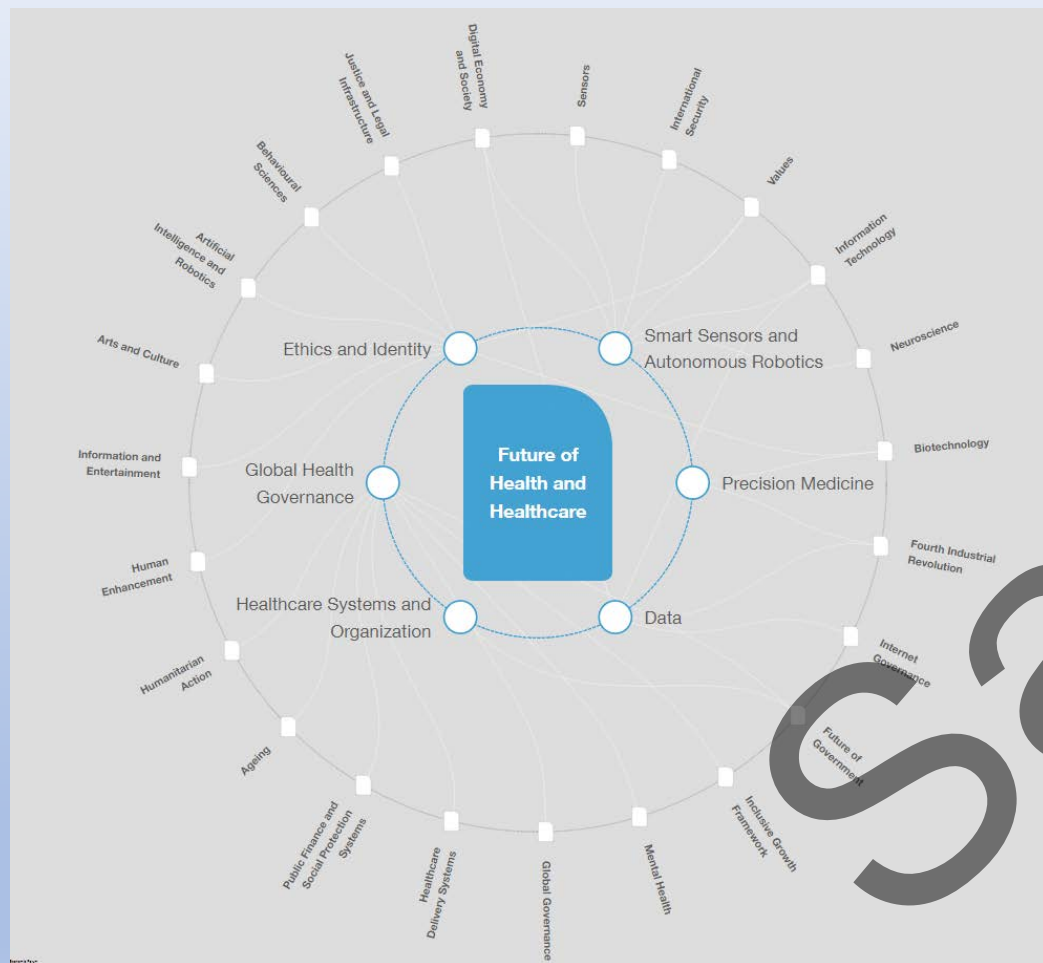 Digital Economy
and Society
Sensors
International
Security
Values
Information
Technology
Neuroscience
Biotechnology
Fourth Industrial
Revolution
Internet
Governance
Future of
Government
Inclusive Growth
Framework
Mental Health
Global Governance
Healthcare
Delivery Systems
Public Finance and
Social Protection
Systems
Ageing
Humanitarian
Action
Human
Enhancement
Information and
Entertainment
Arts and Culture
Artificial
Intelligence and
Robotics
Behavioural
Sciences
Justice and Legal
Infrastructure
Ethics and Identity
Smart Sensors and
Autonomous Robotics
Global Health
Governance
Precision Medicine
Healthcare Systems and
Organization
Data
Future of
Health and
Healthcare